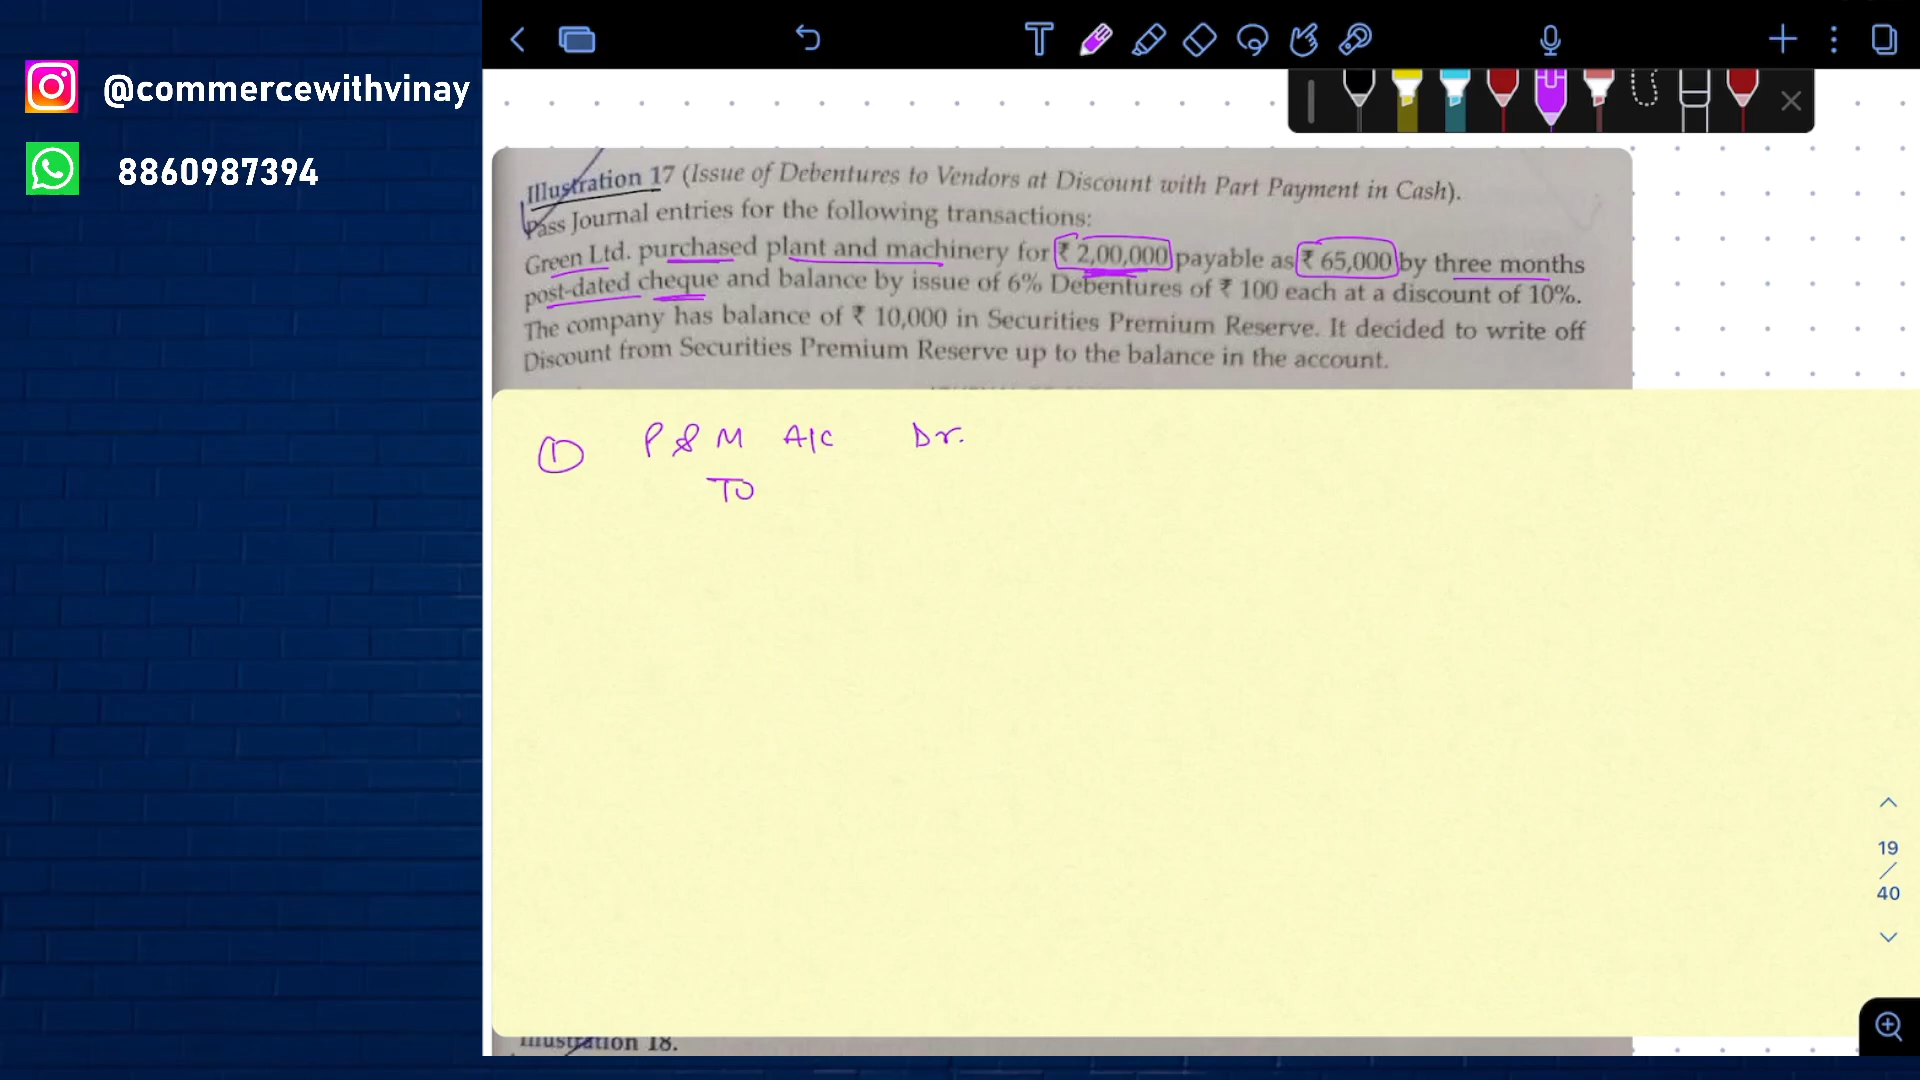 @commercewithvinay
8860987394
T
Illustration 17 (Issue of Debentures to Vendors at Discount with Part Payment in Cash).
Pass Journal entries for the following transactions:
Green Ltd. purchased plant and machinery for ₹ 2,00,000 payable as ₹ 65,000 by three months
post-dated cheque and balance by issue of 6% Debentures of ₹ 100 each at a discount of 10%.
The company has balance of ₹ 10,000 in Securities Premium Reserve. It decided to write off
Discount from Securities Premium Reserve up to the balance in the account.
1 P & M A/C Dr.
TO
19
/
40
Illustration 18.